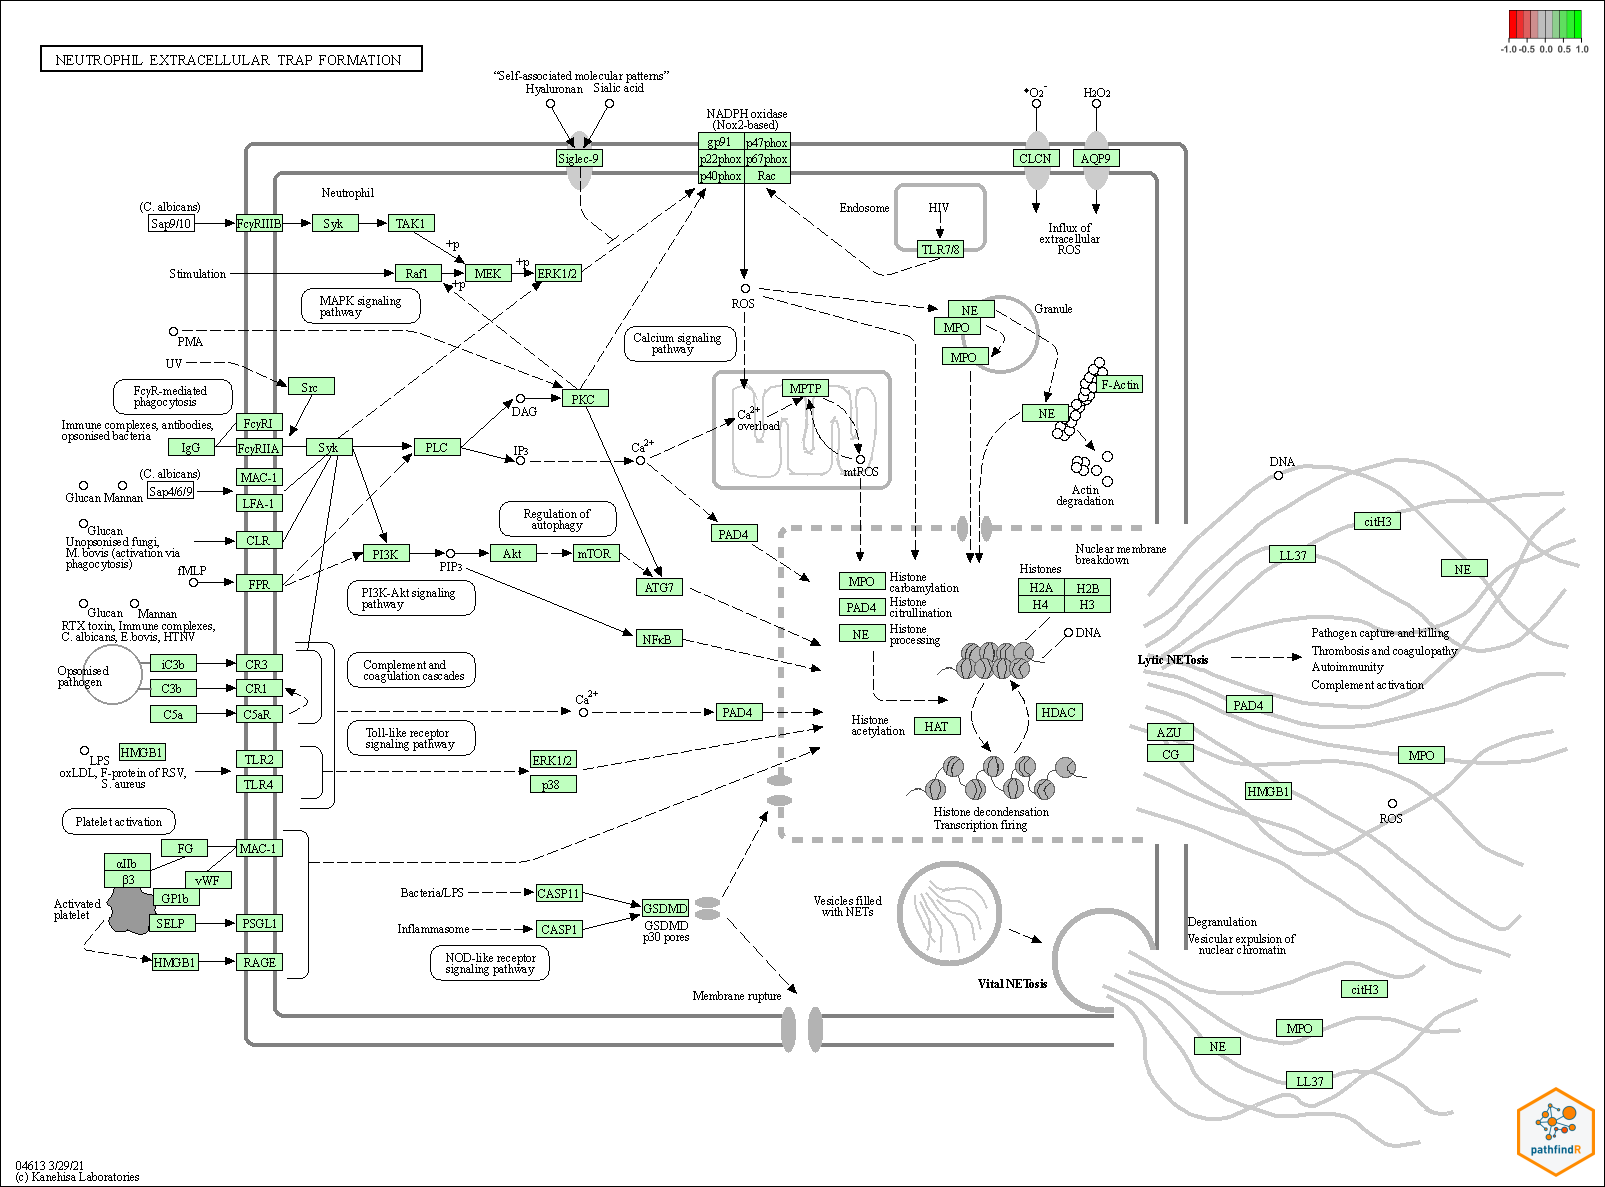 NEUTROPHIL EXTRACELLULAR TRAP FORMATION
-1.0 -0.5 0.0 0.5 1.0
“Self-associated molecular patterns”
Hyaluronan
Sialic acid
NADPH oxidase
(Nox2-based)
gp91
p47phox
p22phox
p67phox
p40phox
Rac
•O2-
H2O2
Siglec-9
CLCN
AQP9
Neutrophil
(C. albicans)
Sap9/10
FcγRIIIB
Syk
TAK1
Endosome
HIV
TLR7/8
Influx of
extracellular
ROS
+p
Stimulation
Raf1
MEK
+p
ERK1/2
+p
MAPK signaling
pathway
ROS
NE
MPO
MPO
Granule
PMA
Calcium signaling
pathway
UV
Src
FcγR-mediated
phagocytosis
PKC
DAG
MPTP
Ca2+
overload
mtROS
F-Actin
NE
Actin
degradation
Immune complexes, antibodies,
opsonised bacteria
FcγRI
IgG
FcγRIIA
Syk
PLC
IP3
Ca2+
(C. albicans)
Glucan Mannan
Sap4/6/9
MAC-1
LFA-1
Glucan
Unopsonised fungi,
M. bovis (activation via
phagocytosis)
CLR
fMLP
FPR
Regulation of
autophagy
PI3K
PIP3
Akt
mTOR
ATG7
PAD4
PI3K-Akt signaling
pathway
NFκB
Nuclear membrane
breakdown
MPO
Histone
carbamylation
PAD4
Histone
citrullination
NE
Histone
processing
Histones
H2A
H2B
H4
H3
DNA
DNA
citH3
LL37
NE
Glucan
Mannan
RTX toxin, Immune complexes,
C. albicans, E.bovis, HTNV
Opsonised
pathogen
iC3b
CR3
C3b
CR1
C5a
C5aR
Complement and
coagulation cascades
Ca2+
PAD4
Toll-like receptor
signaling pathway
Histone
acetylation
HAT
HDAC
Lytic NETosis
Pathogen capture and killing
Thrombosis and coagulopathy
Autoimmunity
Complement activation
PAD4
AZU
CG
MPO
HMGB1
ROS
LPS
HMGB1
oxLDL, F-protein of RSV,
S. aureus
TLR2
TLR4
ERK1/2
p38
Histone decondensation
Transcription firing
Platelet activation
FG
MAC-1
αIIb
β3
vWF
GP1b
Activated
platelet
SELP
PSGL1
HMGB1
RAGE
Bacteria/LPS
CASP11
Inflammasome
CASP1
GSDMD
GSDMD
p30 pores
NOD-like receptor
signaling pathway
Membrane rupture
Vesicles filled
with NETs
Vital NETosis
Degranulation
Vesicular expulsion of
nuclear chromatin
citH3
MPO
NE
LL37
pathfindR
04613 3/29/21
(c) Kanehisa Laboratories